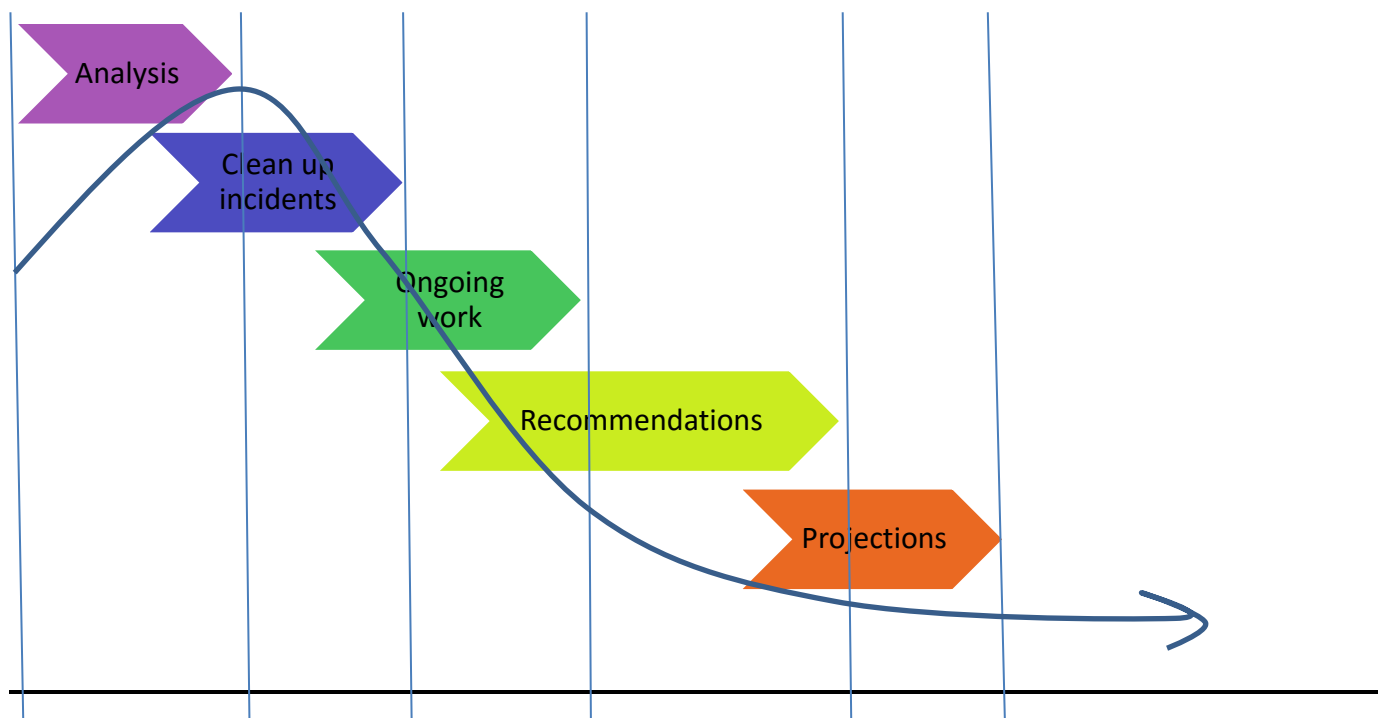 Analysis
Clean up
incidents
Ongoing
work
Recommendations
Projections